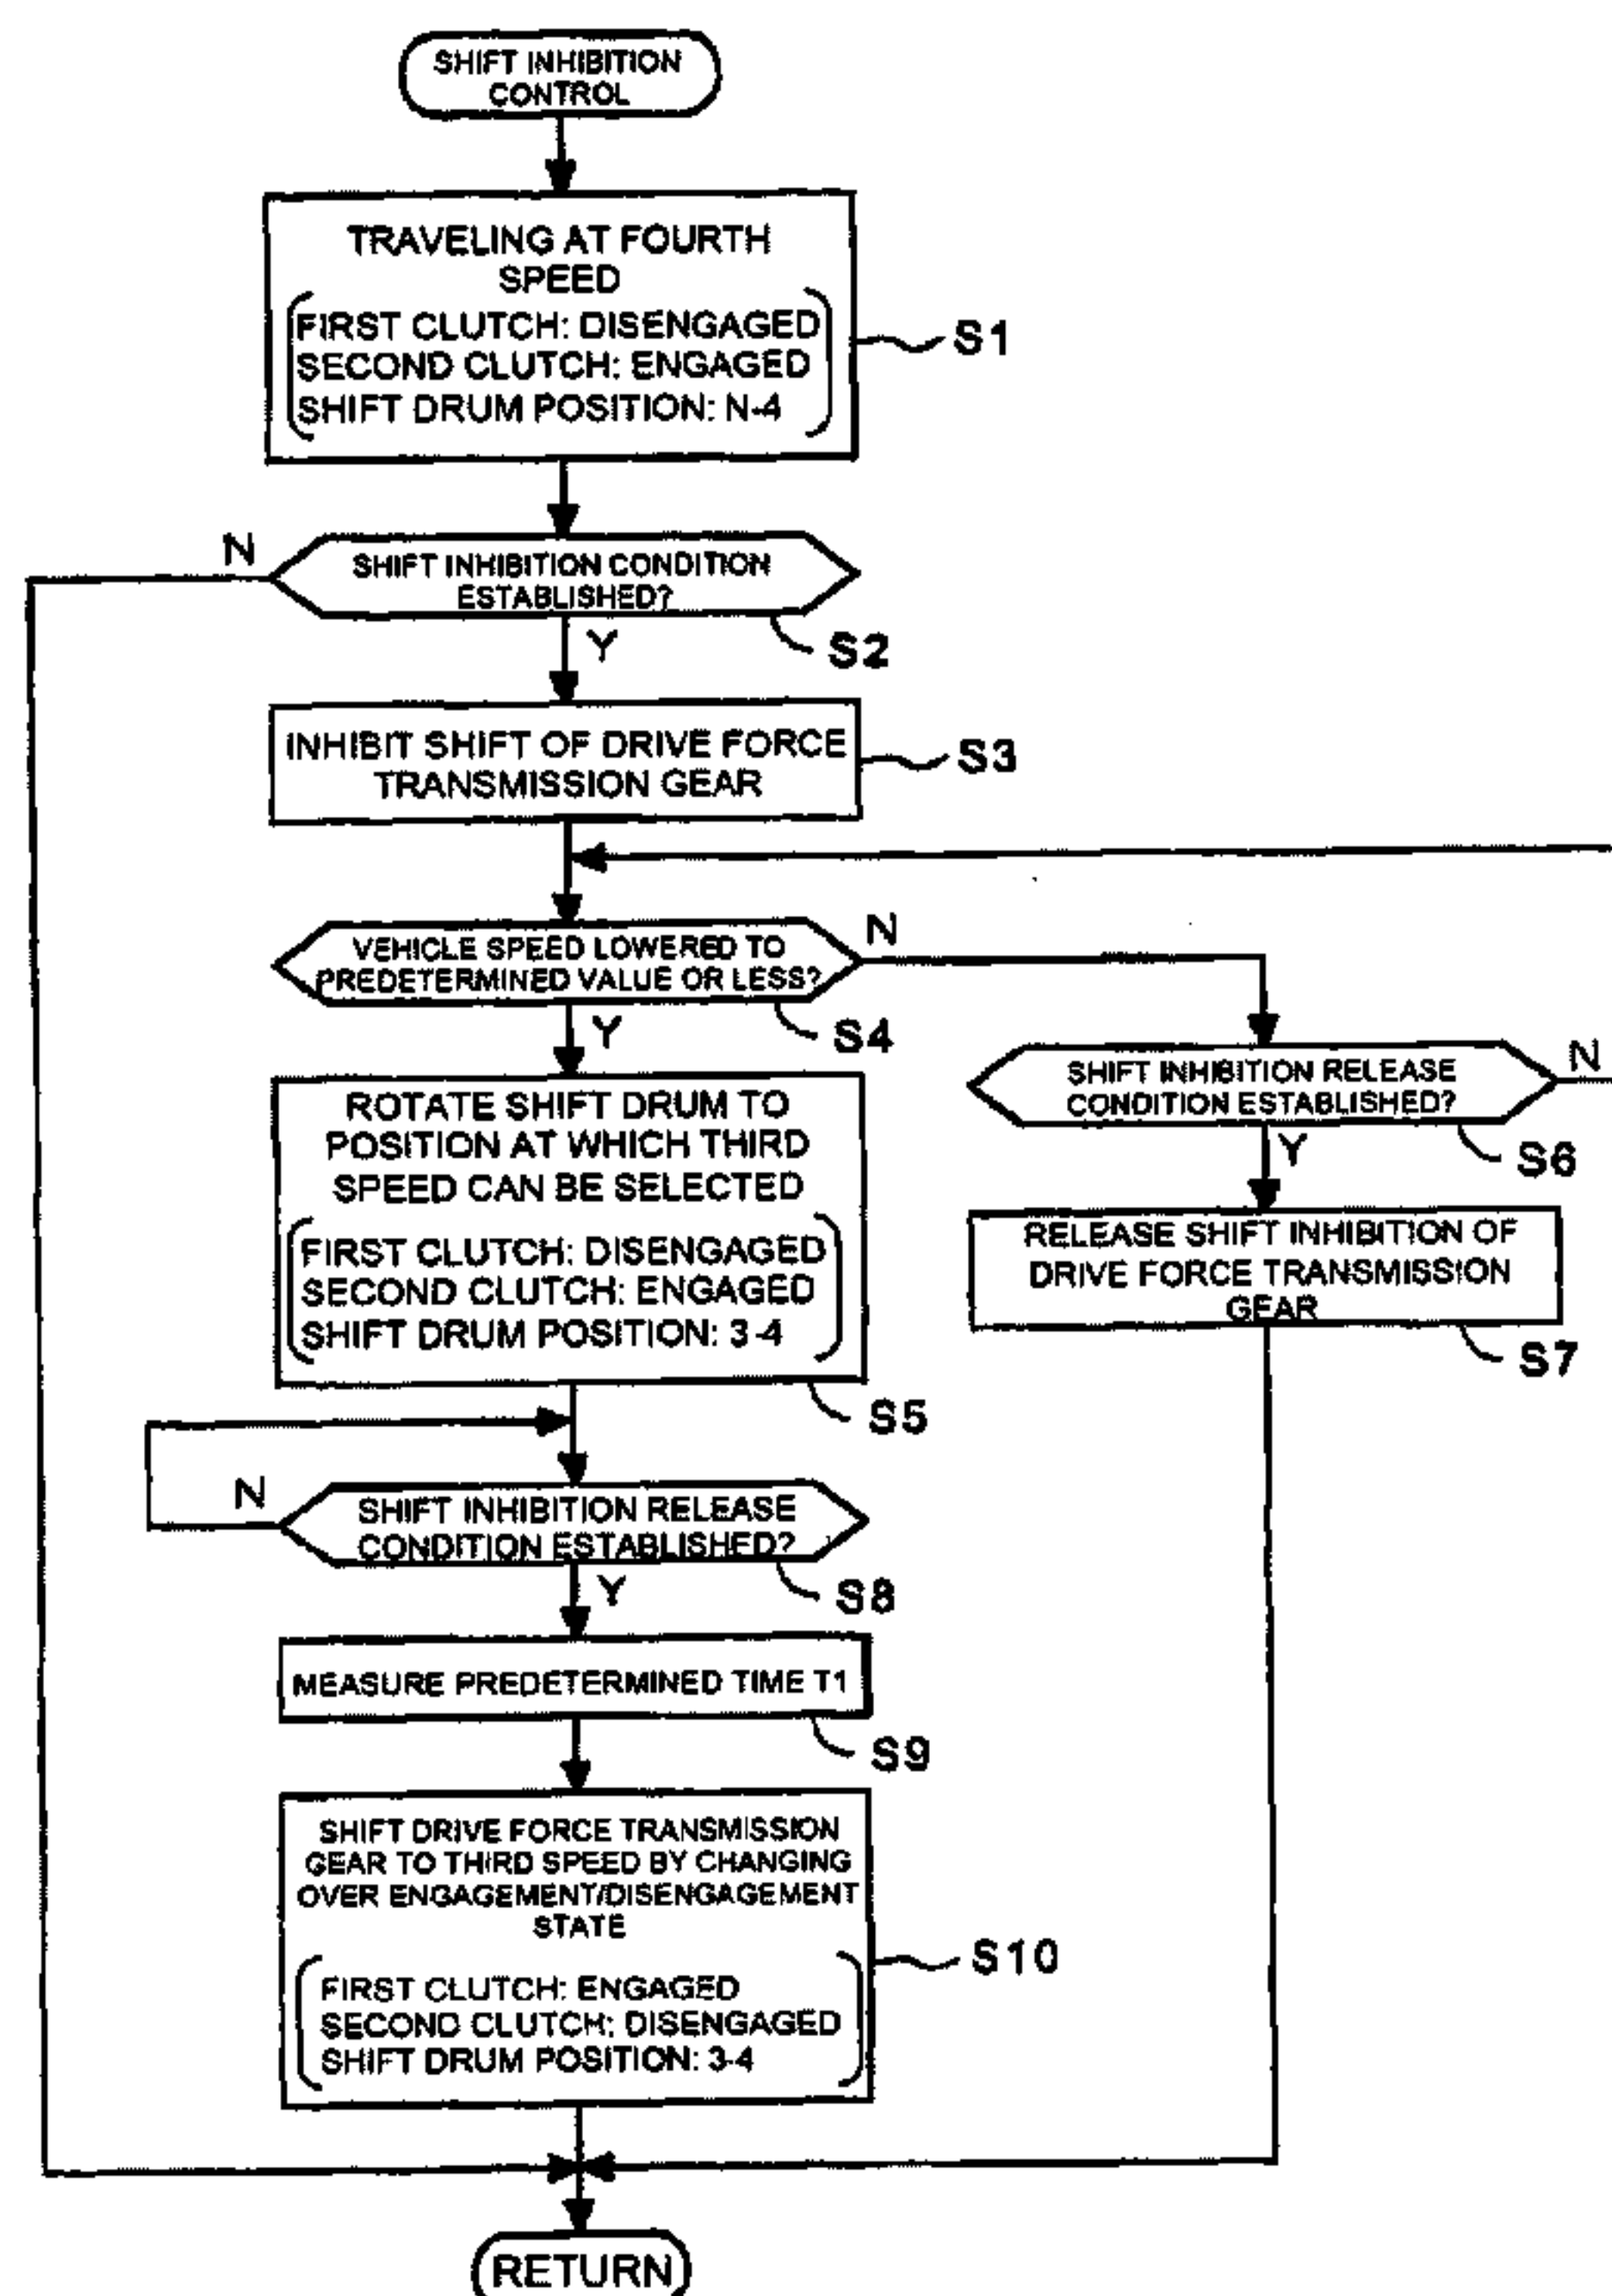 SHIFT INHIBITION
CONTROL
TRAVELING AT FOURTH
SPEED
FIRST CLUTCH: DISENGAGED
SECOND CLUTCH: ENGAGED
SHIFT DRUM POSITION: N-4
S1
N
SHIFT INHIBITION CONDITION
ESTABLISHED?
Y
S2
INHIBIT SHIFT OF DRIVE FORCE
TRANSMISSION GEAR
S3
VEHICLE SPEED LOWERED TO
PREDETERMINED VALUE OR LESS?
N
Y
S4
SHIFT INHIBITION RELEASE
CONDITION ESTABLISHED?
N
Y
S6
ROTATE SHIFT DRUM TO
POSITION AT WHICH THIRD
SPEED CAN BE SELECTED
FIRST CLUTCH: DISENGAGED
SECOND CLUTCH: ENGAGED
SHIFT DRUM POSITION: 3-4
S5
RELEASE SHIFT INHIBITION OF
DRIVE FORCE TRANSMISSION
GEAR
S7
N
SHIFT INHIBITION RELEASE
CONDITION ESTABLISHED?
Y
S8
MEASURE PREDETERMINED TIME T1
S9
SHIFT DRIVE FORCE TRANSMISSION
GEAR TO THIRD SPEED BY CHANGING
OVER ENGAGEMENT/DISENGAGEMENT
STATE
FIRST CLUTCH: ENGAGED
SECOND CLUTCH: DISENGAGED
SHIFT DRUM POSITION: 3-4
S10
RETURN